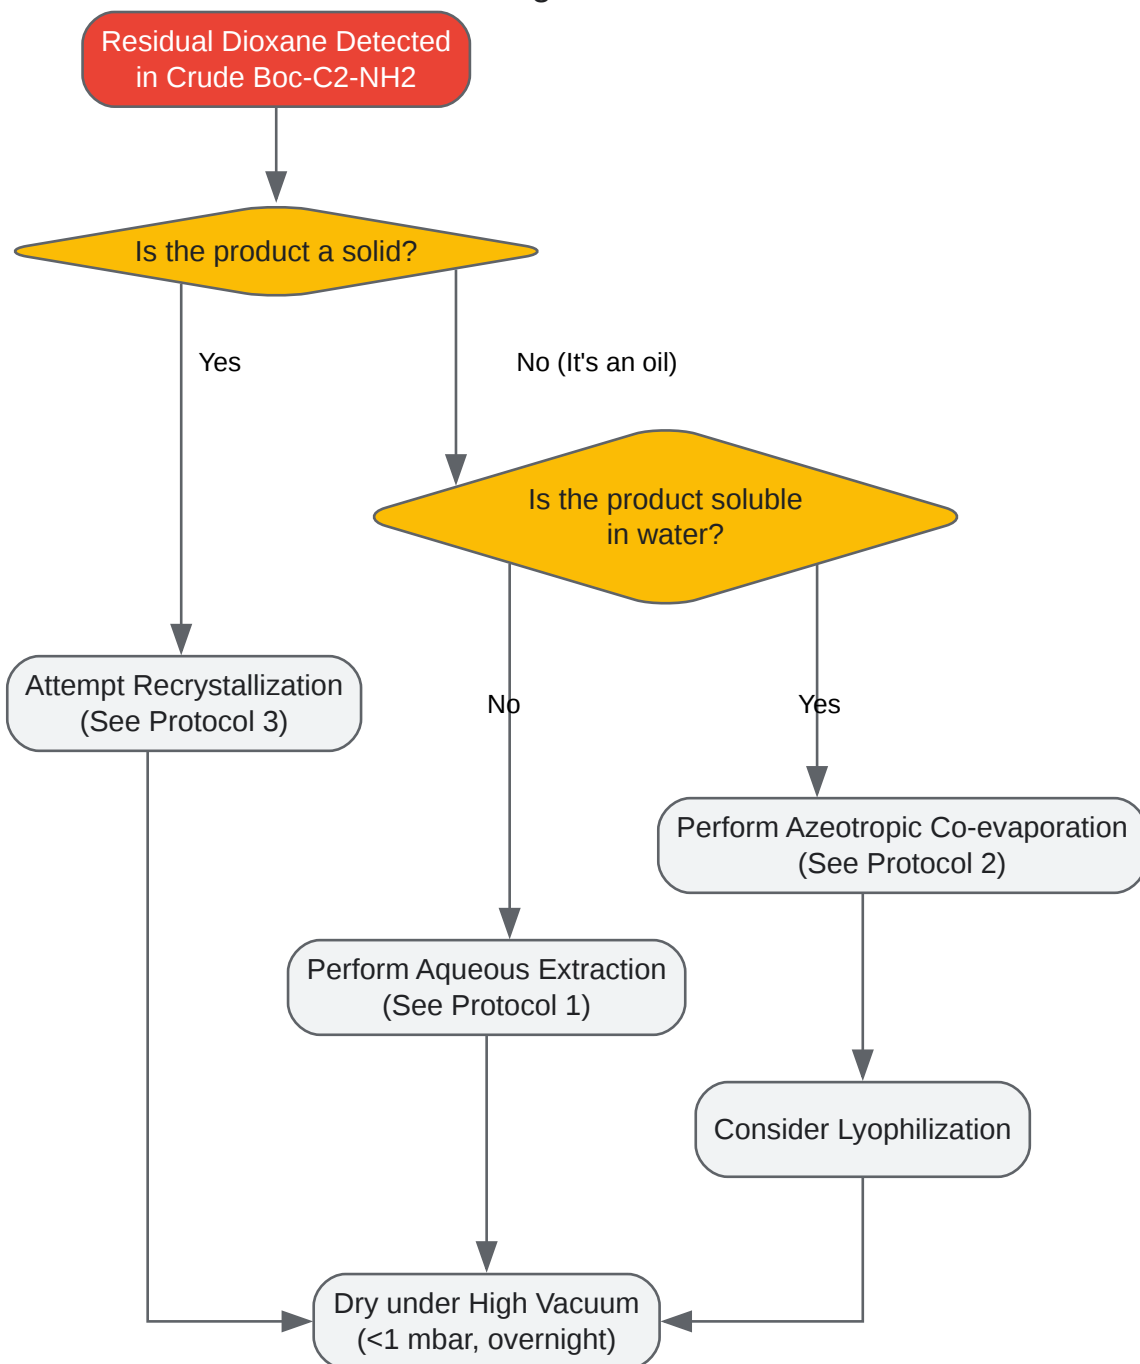 Residual Dioxane Detected
in Crude Boc-C2-NH2
Is the product a solid?
Yes
No (It's an oil)
Is the product soluble
in water?
Attempt Recrystallization
(See Protocol 3)
No
Yes
Perform Azeotropic Co-evaporation
(See Protocol 2)
Perform Aqueous Extraction
(See Protocol 1)
Consider Lyophilization
Dry under High Vacuum
(<1 mbar, overnight)